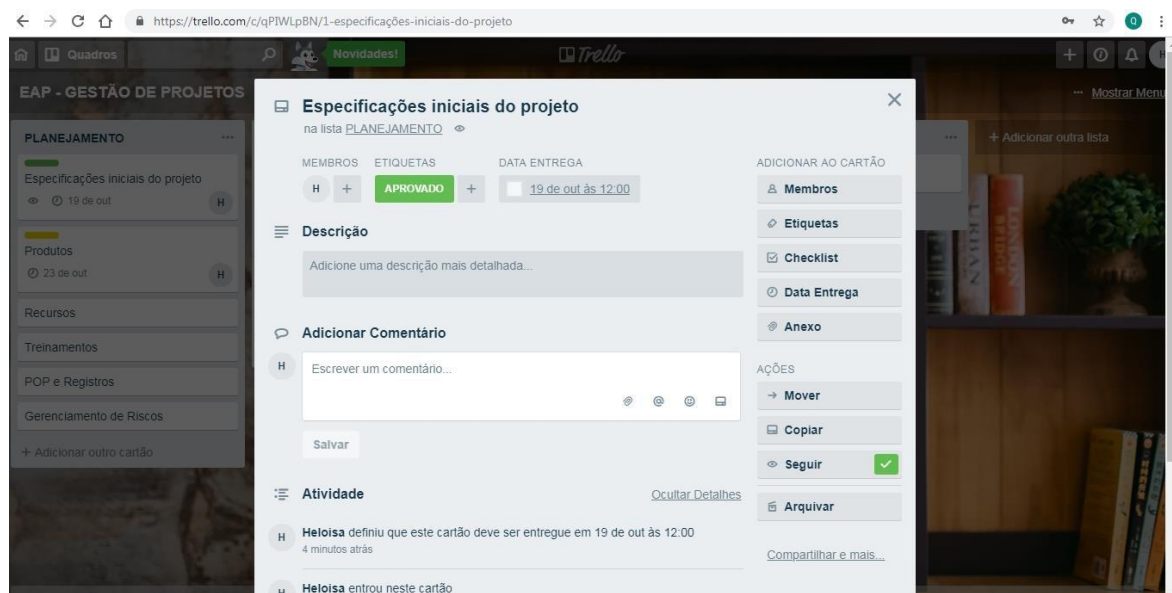 https://trello.com/c/qPIWLpBN/1-especificações-iniciais-do-projeto
Q
Quadros
Novidades!
Trello
H
EAP - GESTÃO DE PROJETOS
... Mostrar Menu
PLANEJAMENTO
...
Especificações iniciais do projeto
19 de out
H
Produtos
23 de out
H
Recursos
Treinamentos
POP e Registros
Gerenciamento de Riscos
+ Adicionar outro cartão
Especificações iniciais do projeto
na lista PLANEJAMENTO
MEMBROS ETIQUETAS DATA ENTREGA
H + APROVADO + 19 de out às 12:00
Descrição
Adicione uma descrição mais detalhada...
Adicionar Comentário
H
Escrever um comentário...
@
Salvar
Atividade
Ocultar Detalhes
H
Heloisa definiu que este cartão deve ser entregue em 19 de out às 12:00
4 minutos atrás
H
Heloisa entrou neste cartão
ADICIONAR AO CARTÃO
Membros
Etiquetas
Checklist
Data Entrega
Anexo
AÇÕES
→ Mover
Copiar
Seguir
Arquivar
Compartilhar e mais...
...
+ Adicionar outra lista
URBAN
LONDON
BRIDGE